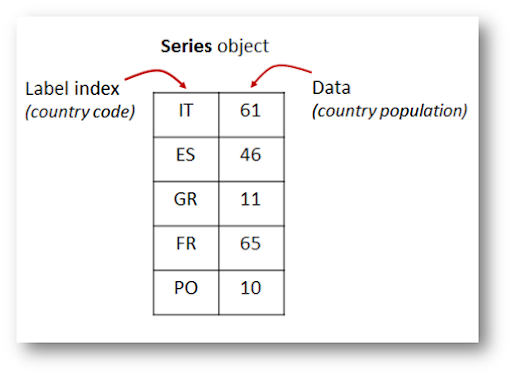 Series object
Label index
(country code)
Data
(country population)
IT 61
ES 46
GR 11
FR 65
PO 10